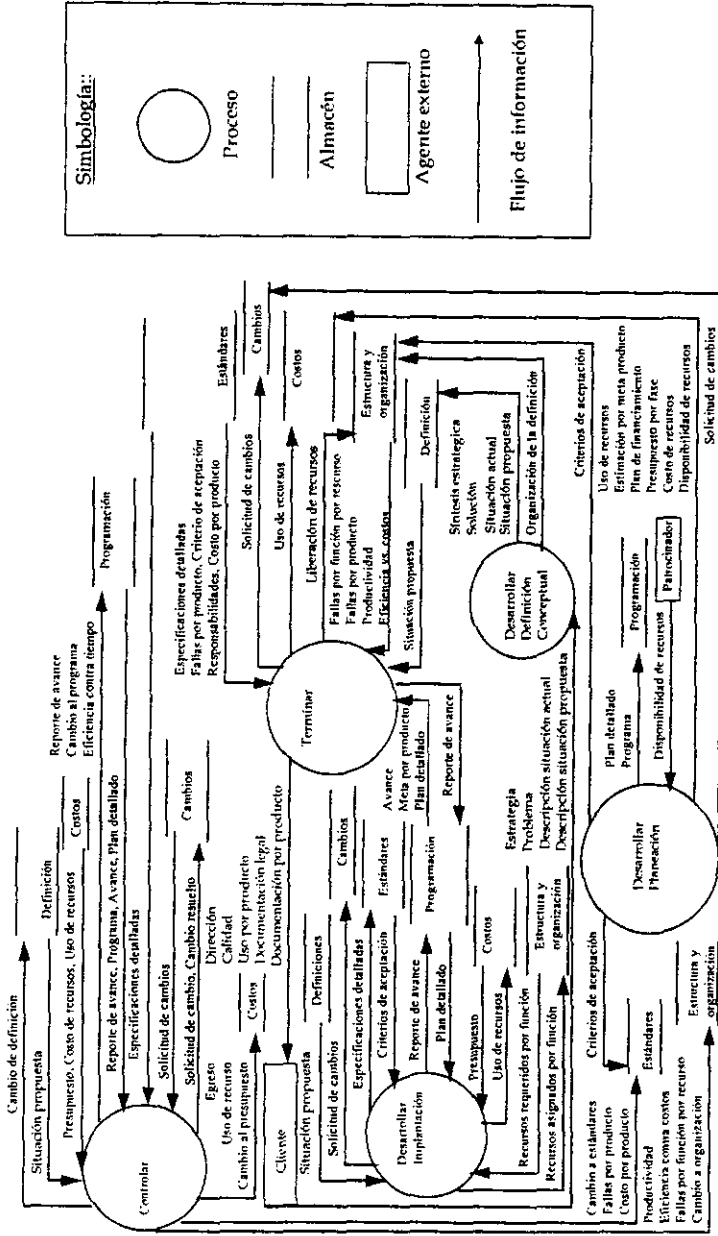 Simbología::
Proceso
Almacén
Agente externo
Flujo de información
Cambio de definición
Definición
Situación propuesta
Costos
Presupuesto, Costo de recursos, Uso de recursos
Reporte de avance
Cambio al programa
Eficiencia contra tiempo
Programación
Reporte de avance, Programa, Avance, Plan detallado
Especificaciones detalladas
Solicitud de cambios
Cambios
Solicitud de cambio, Cambio resuelto
Controlar
Egreso
Uso de recurso
Cambio al presupuesto
Costos
Dirección
Calidad
Uso por producto
Documentación legal
Documentación por producto
Especificaciones detalladas
Fallas por producto, Criterio de aceptación
Responsabilidades, Costo por producto
Estándares
Solicitud de cambios
Cambios
Uso de recursos
Costos
Terminar
Liberación de recursos
Fallas por función por rescurso
Fallas por producto
Productividad
Eficiencia vs. costos
Estructura y
organización
Situación propuesta
Definición
Cliente
Situación propuesta
Definiciones
Solicitud de cambios
Cambios
Especificaciones detalladas
Criterios de aceptación
Estándares
Desarrollar
Implantación
Reporte de avance
Programación
Plan detallado
Avance
Meta por producto
Plan detallado
Reporte de avance
Presupuesto
Costos
Uso de recursos
Recursos requeridos por función
Estructura y
organización
Recursos asignados por función
Síntesis estrategica
Solución
Situación actual
Situación propuesta
Organización de la definición
Desarrollar
Definición
Conceptual
Estrategia
Problema
Descripción situación actual
Descripción situación propuesta
Criterios de aceptación
Criterios de aceptación
Estándares
Cambio a estándares
Fallas por producto
Costo por producto
Productividad
Eficiencia contra costos
Fallas por función por recurso
Cambio a organización
Estructura y
organización
Desarrollar
Planeación
Plan detallado
Programa
Programación
Patrocinador
Disponibilidad de recursos
Uso de recursos
Estimación por meta producto
Plan de financiamiento
Presupuesto por fase
Costo de recursos
Disponibilidad de recursos
Solicitud de cambios